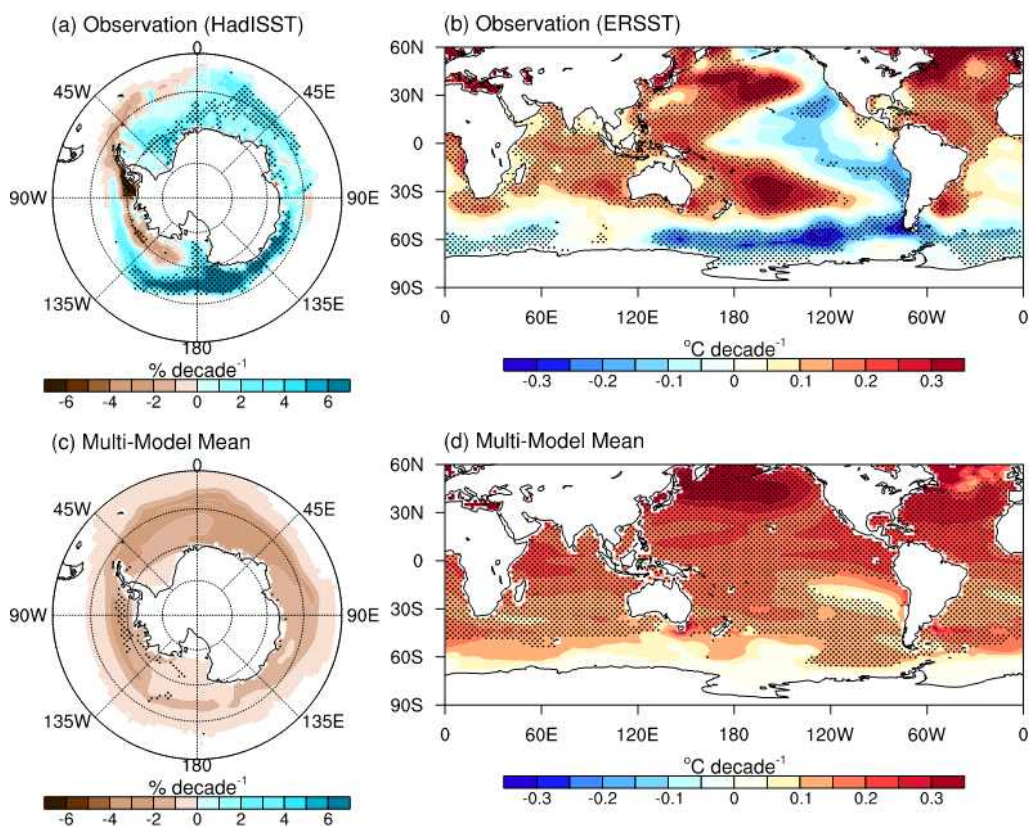 (a) Observation (HadISST)
0
45W
45E
90W
90E
135W
135E
180
% decade⁻¹
-6 -4 -2 0 2 4 6
(b) Observation (ERSST)
60N
30N
0
30S
60S
90S
0 60E 120E 180 120W 60W 0
°C decade⁻¹
-0.3 -0.2 -0.1 0 0.1 0.2 0.3
(c) Multi-Model Mean
0
45W
45E
90W
90E
135W
135E
180
% decade⁻¹
-6 -4 -2 0 2 4 6
(d) Multi-Model Mean
60N
30N
0
30S
60S
90S
0 60E 120E 180 120W 60W 0
°C decade⁻¹
-0.3 -0.2 -0.1 0 0.1 0.2 0.3